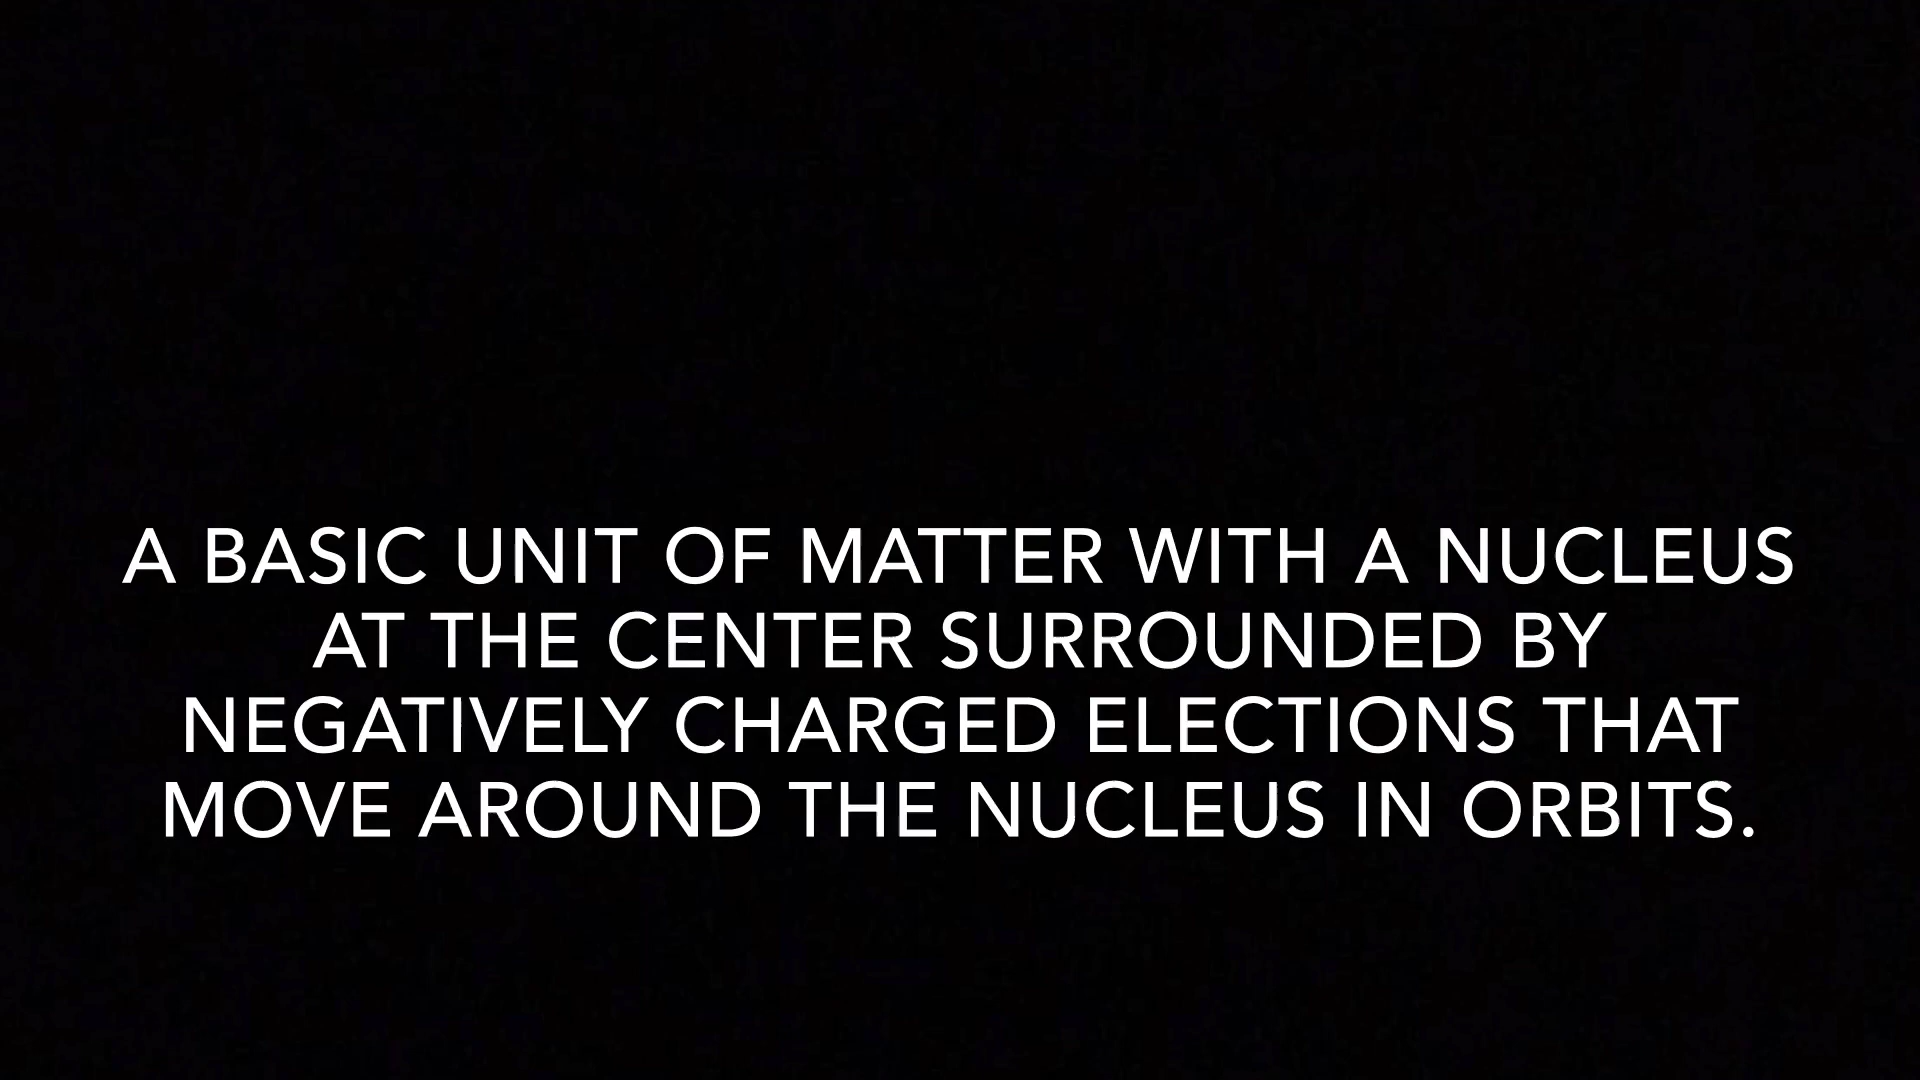 A BASIC UNIT OF MATTER WITH A NUCLEUS
AT THE CENTER SURROUNDED BY
NEGATIVELY CHARGED ELECTIONS THAT
MOVE AROUND THE NUCLEUS IN ORBITS.